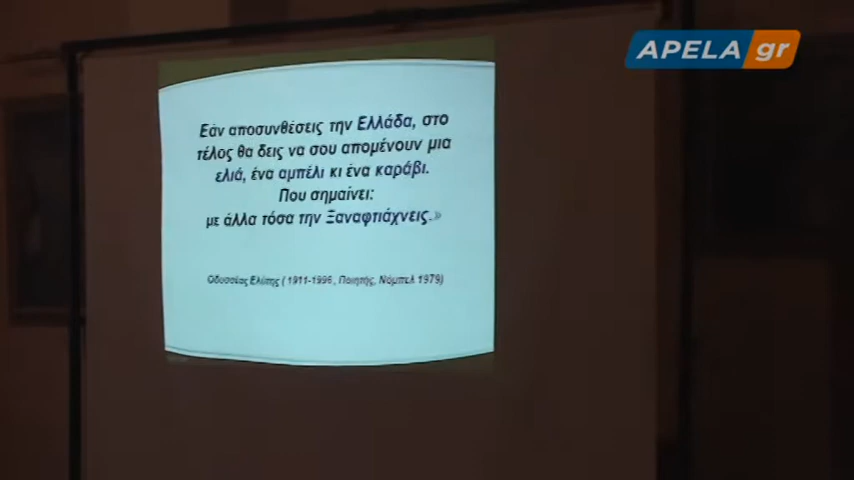 APELA gr
Εάν αποσυνθέσεις την Ελλάδα, στο
τέλος θα δεις να σου απομένουν μια
ελιά, ένα αμπέλι κι ένα καράβι.
Που σημαίνει:
με άλλα τόσα την Ξαναφτιάχνεις.»
Οδυσσέας Ελύτης ( 1911-1996 , Ποιητής, Νόμπελ 1979)